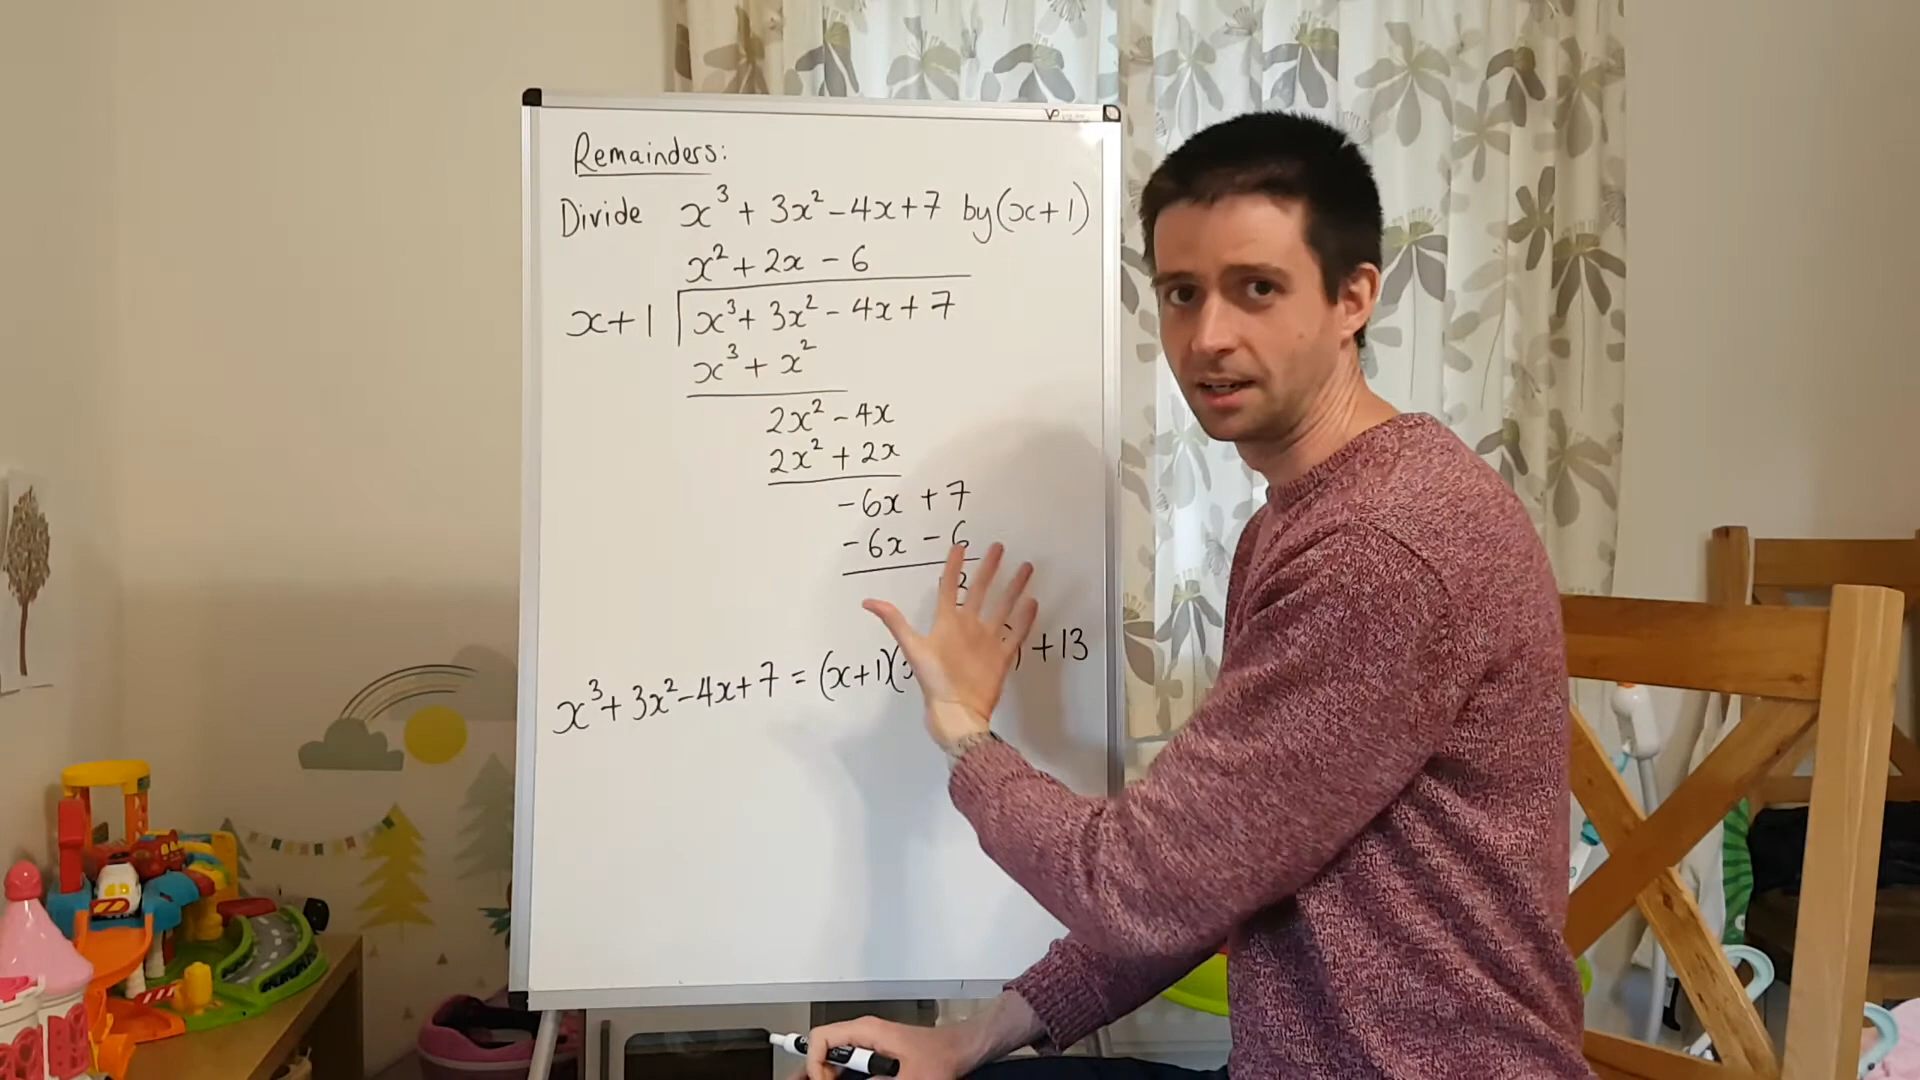 Remainders:
Divide x³ + 3x² - 4x + 7 by (x+1)
x² + 2x - 6
x+1 x³ + 3x² - 4x + 7
x³ + x²
2x² - 4x
2x² + 2x
-6x + 7
-6x - 6
x³ + 3x² - 4x + 7 = (x+1)( ) + 13